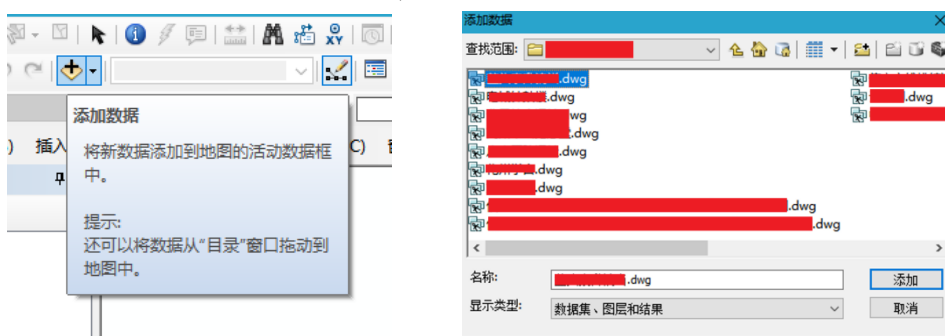 XY
添加数据
将新数据添加到地图的活动数据框
中。
提示:
还可以将数据从“目录”窗口拖动到
地图中。
插入
C)
添加数据
查找范围:
.dwg
.dwg
wg
.dwg
.dwg
.dwg
.dwg
.dwg
.dwg
.dwg
名称:
.dwg
添加
显示类型:
数据集、图层和结果
取消